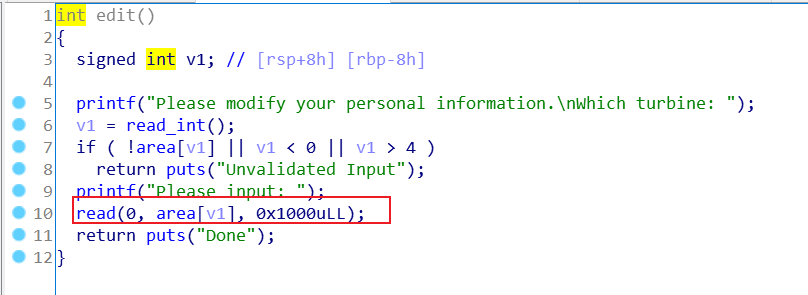 1 int edit()
2 {
3   signed int v1; // [rsp+8h] [rbp-8h]
4
5   printf("Please modify your personal information.\nWhich turbine: ");
6   v1 = read_int();
7   if ( !area[v1] || v1 < 0 || v1 > 4 )
8     return puts("Unvalidated Input");
9   printf("Please input: ");
10   read(0, area[v1], 0x1000uLL);
11   return puts("Done");
12 }